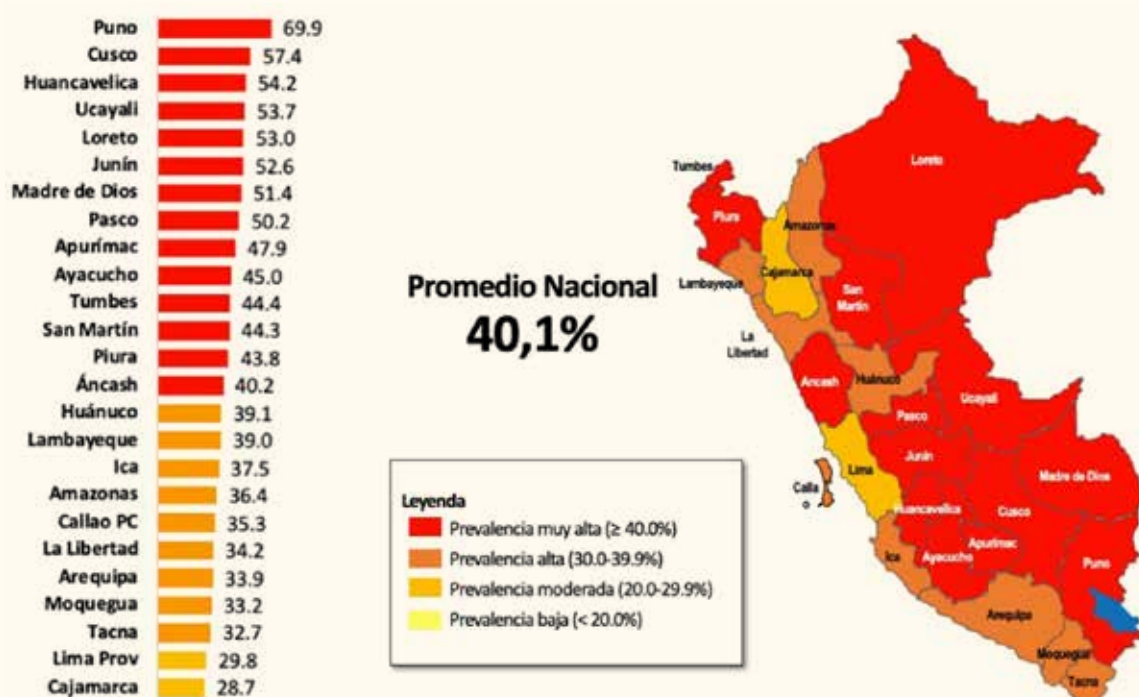 Puno 69.9
Cusco 57.4
Huancavelica 54.2
Ucayali 53.7
Loreto 53.0
Junín 52.6
Madre de Dios 51.4
Pasco 50.2
Apurímac 47.9
Ayacucho 45.0
Tumbes 44.4
San Martín 44.3
Piura 43.8
Áncash 40.2
Huánuco 39.1
Lambayeque 39.0
Ica 37.5
Amazonas 36.4
Callao PC 35.3
La Libertad 34.2
Arequipa 33.9
Moquegua 33.2
Tacna 32.7
Lima Prov 29.8
Cajamarca 28.7
Promedio Nacional
40,1%
Leyenda
Prevalencia muy alta (≥ 40.0%)
Prevalencia alta (30.0-39.9%)
Prevalencia moderada (20.0-29.9%)
Prevalencia baja (< 20.0%)
Loreto
Tumbes
Piura
Amazonas
Lambayeque
Cajamarca
San
Martín
La
Libertad
Ancash
Huánuco
Ucayali
Pasco
Lima
Junín
Calla
Madre de Dios
Huancavelica
Cusco
Ica
Ayacucho
Apurímac
Puno
Arequipa
Moquegua
Tacna